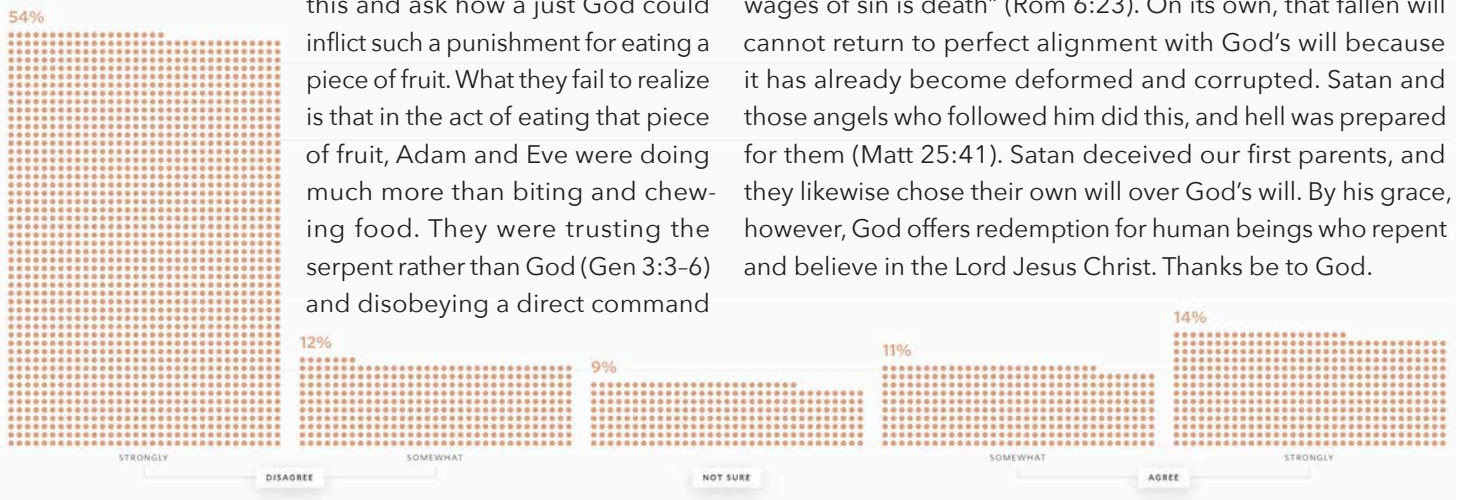 54%
this and ask how a just God could
inflict such a punishment for eating a
piece of fruit. What they fail to realize
is that in the act of eating that piece
of fruit, Adam and Eve were doing
much more than biting and chew-
ing food. They were trusting the
serpent rather than God (Gen 3:3–6)
and disobeying a direct command
wages of sin is death” (Rom 6:23). On its own, that fallen will
cannot return to perfect alignment with God’s will because
it has already become deformed and corrupted. Satan and
those angels who followed him did this, and hell was prepared
for them (Matt 25:41). Satan deceived our first parents, and
they likewise chose their own will over God’s will. By his grace,
however, God offers redemption for human beings who repent
and believe in the Lord Jesus Christ. Thanks be to God.
12%
9%
11%
14%
STRONGLY
SOMEWHAT
SOMEWHAT
STRONGLY
DISAGREE
NOT SURE
AGREE